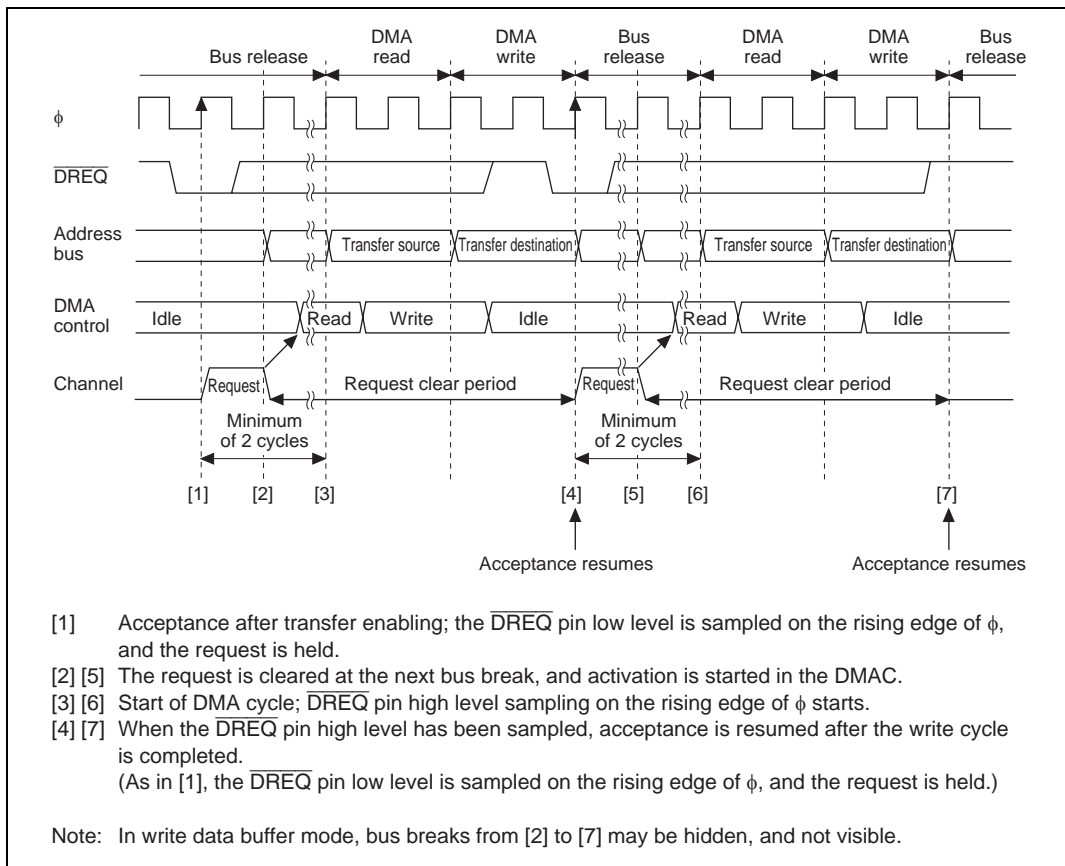 Bus release
DMA
read
DMA
write
Bus
release
DMA
read
DMA
write
Bus
release
ϕ
DREQ
Address
bus
Transfer source
Transfer destination
Transfer source
Transfer destination
DMA
control
Idle
Read
Write
Idle
Read
Write
Idle
Channel
Request
Request clear period
Request
Request clear period
Minimum
of 2 cycles
Minimum
of 2 cycles
[1]
[2]
[3]
[4]
[5]
[6]
[7]
Acceptance resumes
Acceptance resumes
[1] Acceptance after transfer enabling; the DREQ pin low level is sampled on the rising edge of ϕ,
and the request is held.
[2] [5] The request is cleared at the next bus break, and activation is started in the DMAC.
[3] [6] Start of DMA cycle; DREQ pin high level sampling on the rising edge of ϕ starts.
[4] [7] When the DREQ pin high level has been sampled, acceptance is resumed after the write cycle
is completed.
(As in [1], the DREQ pin low level is sampled on the rising edge of ϕ, and the request is held.)
Note: In write data buffer mode, bus breaks from [2] to [7] may be hidden, and not visible.